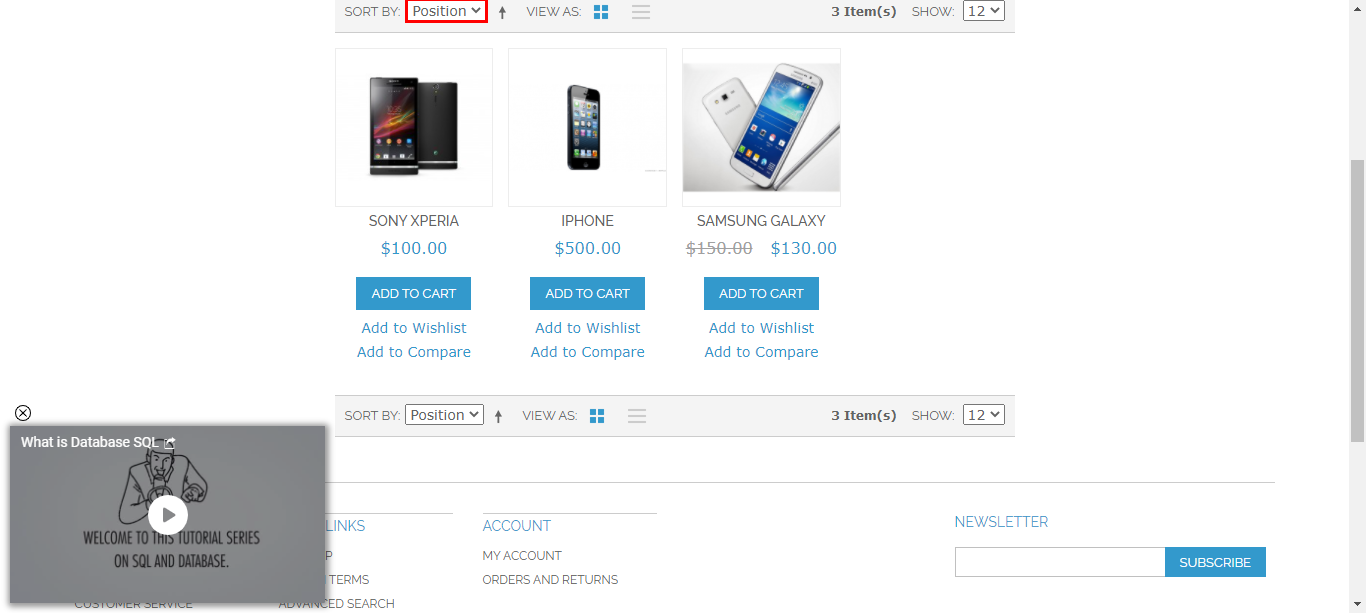 SORT BY: Position VIEW AS: 3 Item(s) SHOW: 12
SONY XPERIA IPHONE SAMSUNG GALAXY
$100.00 $500.00 $150.00 $130.00
ADD TO CART ADD TO CART ADD TO CART
Add to Wishlist Add to Wishlist Add to Wishlist
Add to Compare Add to Compare Add to Compare
SORT BY: Position VIEW AS: 3 Item(s) SHOW: 12
What is Database SQL
WELCOME TO THIS TUTORIAL SERIES
ON SQL AND DATABASE.
LINKS ACCOUNT NEWSLETTER
P MY ACCOUNT
SUBSCRIBE
TERMS ORDERS AND RETURNS
CUSTOMER SERVICE ADVANCED SEARCH